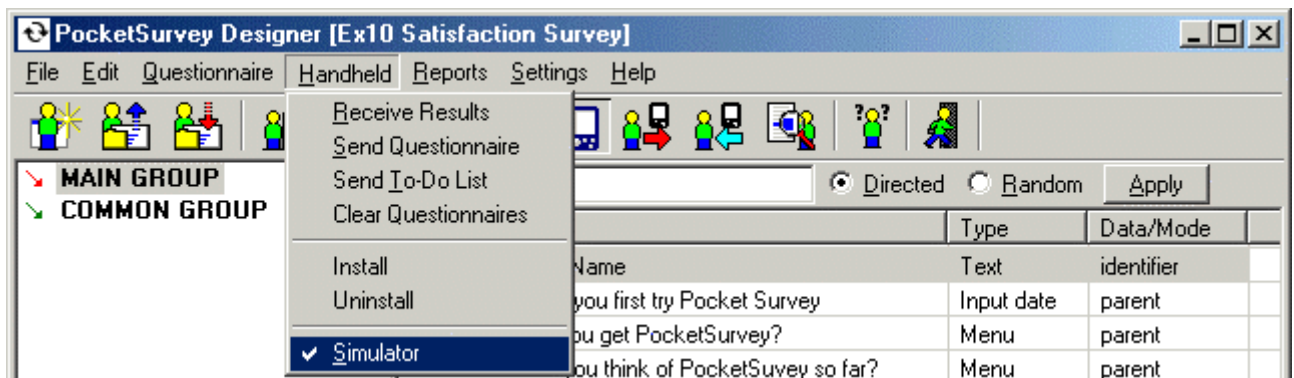 PocketSurvey Designer [Ex10 Satisfaction Survey]
File Edit Questionnaire Handheld Reports Settings Help
Receive Results
Send Questionnaire
Send To-Do List
Clear Questionnaires
Install
Uninstall
Simulator
? ?
MAIN GROUP
COMMON GROUP
Directed Random Apply
Type Data/Mode
Name Text identifier
you first try Pocket Survey Input date parent
ou get PocketSurvey? Menu parent
ou think of PocketSuvey so far? Menu parent